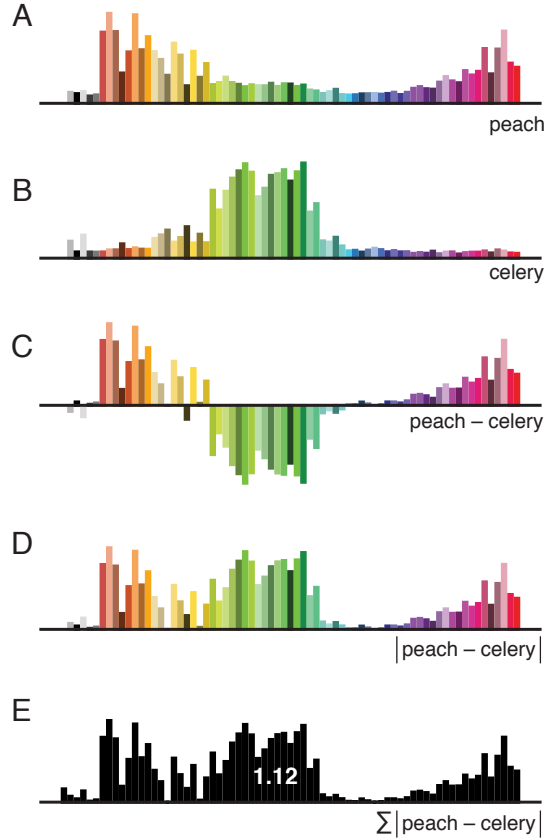 A
peach
B
celery
C
peach – celery
D
|peach – celery|
E
1.12
∑|peach – celery|